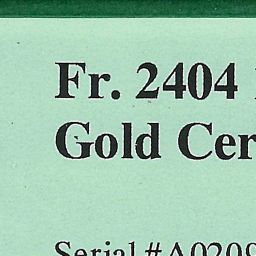 Fr. 2404
Gold Cer
Serial #A0209